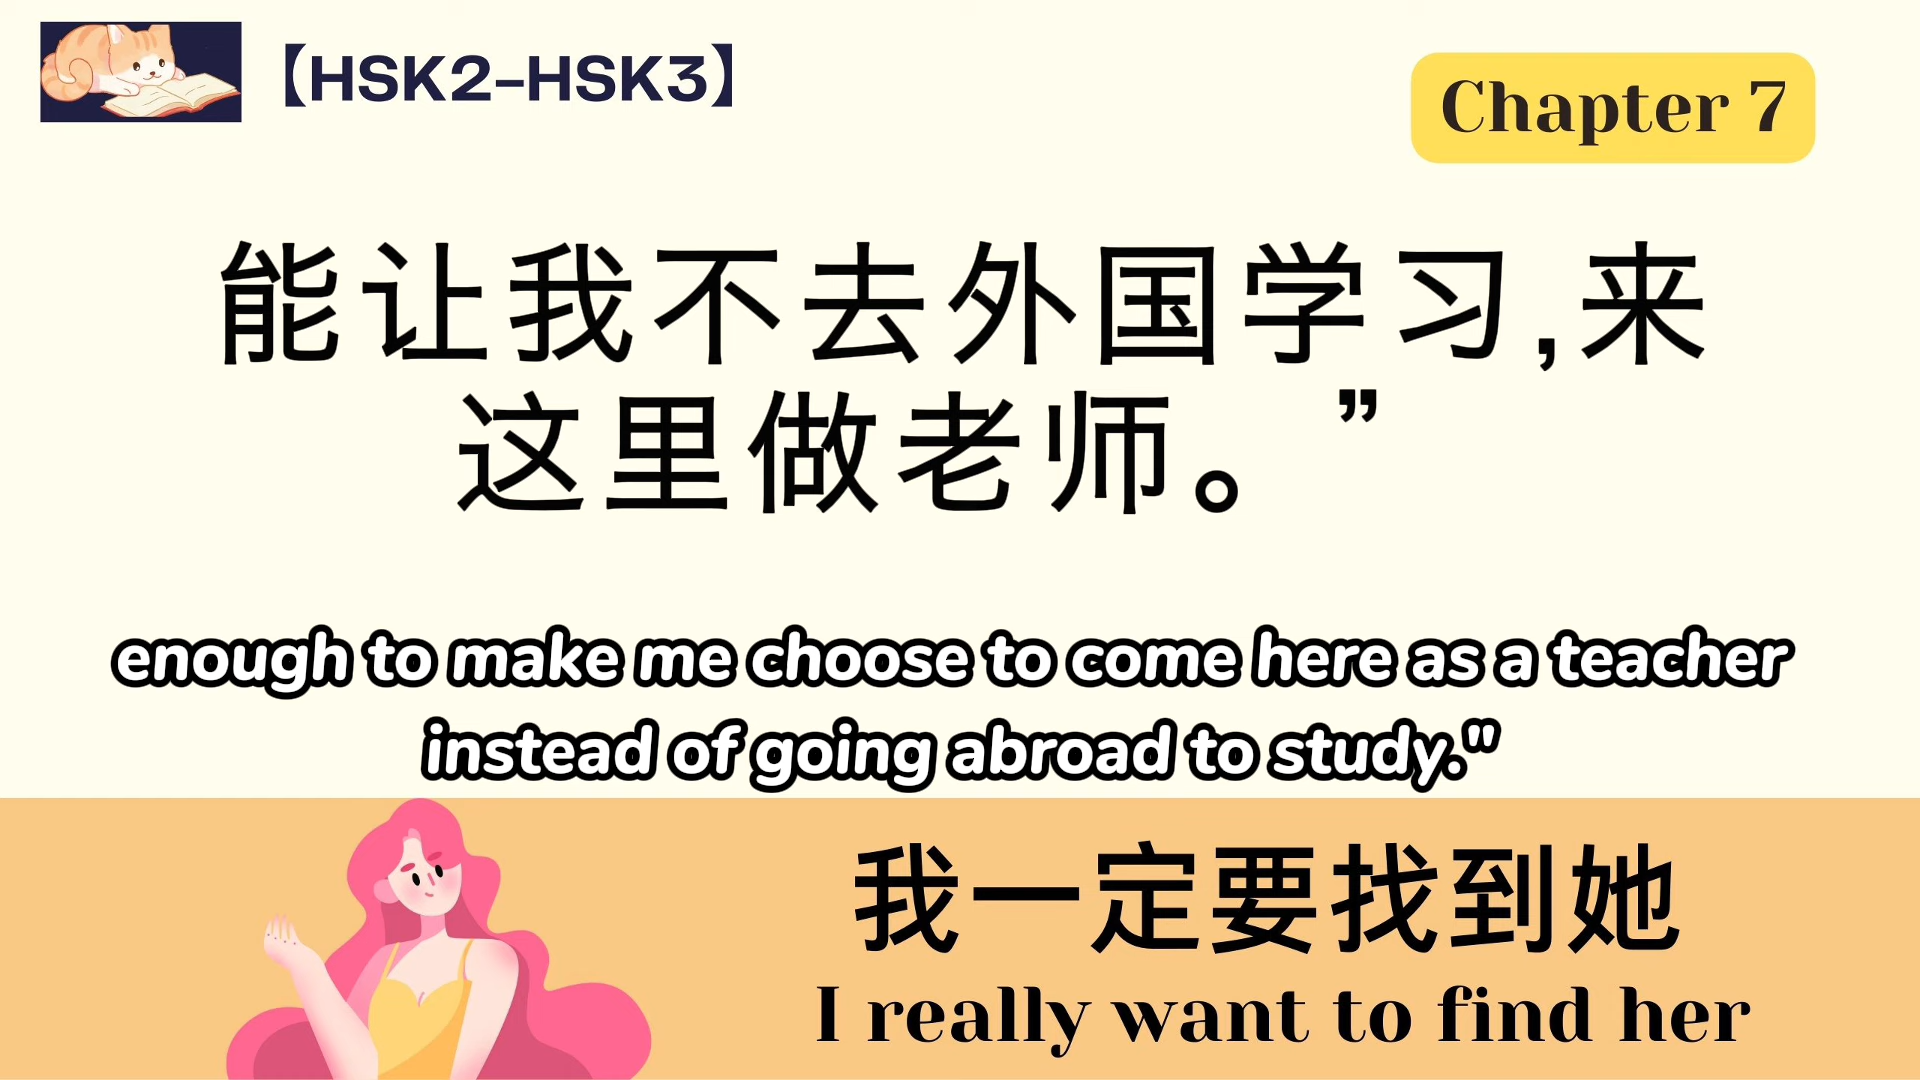 【HSK2-HSK3】
Chapter 7
能让我不去外国学习,来
这里做老师。”
enough to make me choose to come here as a teacher
instead of going abroad to study."
我一定要找到她
I really want to find her